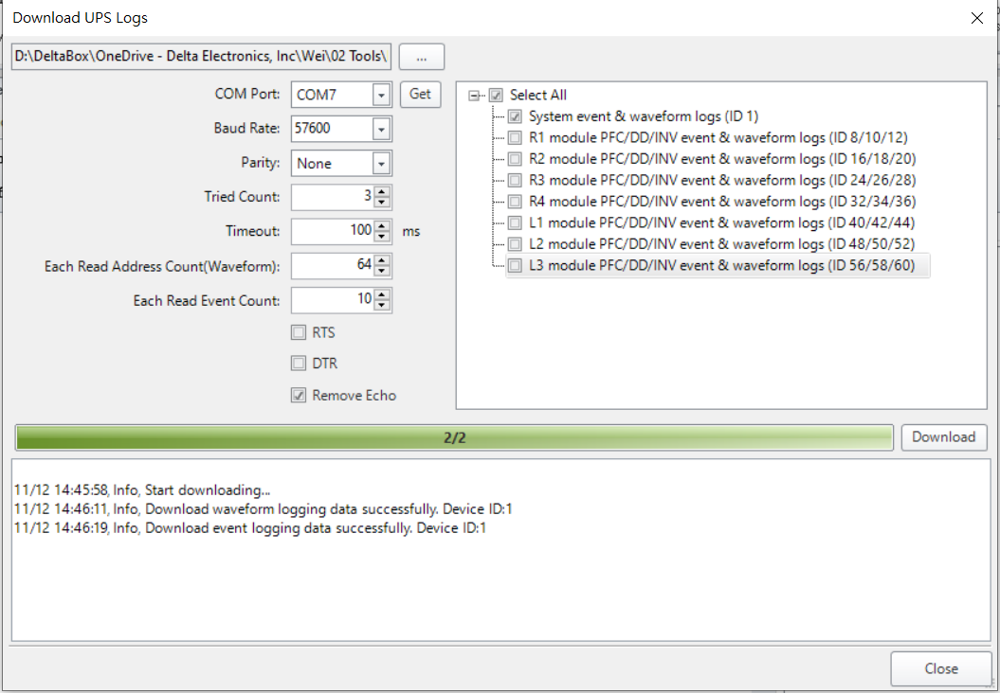 Download UPS Logs
D:\DeltaBox\OneDrive - Delta Electronics, Inc\Wei\02 Tools\
...
COM Port:
COM7
Get
Baud Rate:
57600
Parity:
None
Tried Count:
3
Timeout:
100
ms
Each Read Address Count(Waveform):
64
Each Read Event Count:
10
RTS
DTR
Remove Echo
Select All
System event & waveform logs (ID 1)
R1 module PFC/DD/INV event & waveform logs (ID 8/10/12)
R2 module PFC/DD/INV event & waveform logs (ID 16/18/20)
R3 module PFC/DD/INV event & waveform logs (ID 24/26/28)
R4 module PFC/DD/INV event & waveform logs (ID 32/34/36)
L1 module PFC/DD/INV event & waveform logs (ID 40/42/44)
L2 module PFC/DD/INV event & waveform logs (ID 48/50/52)
L3 module PFC/DD/INV event & waveform logs (ID 56/58/60)
2/2
Download
11/12 14:45:58, Info, Start downloading...
11/12 14:46:11, Info, Download waveform logging data successfully. Device ID:1
11/12 14:46:19, Info, Download event logging data successfully. Device ID:1
Close